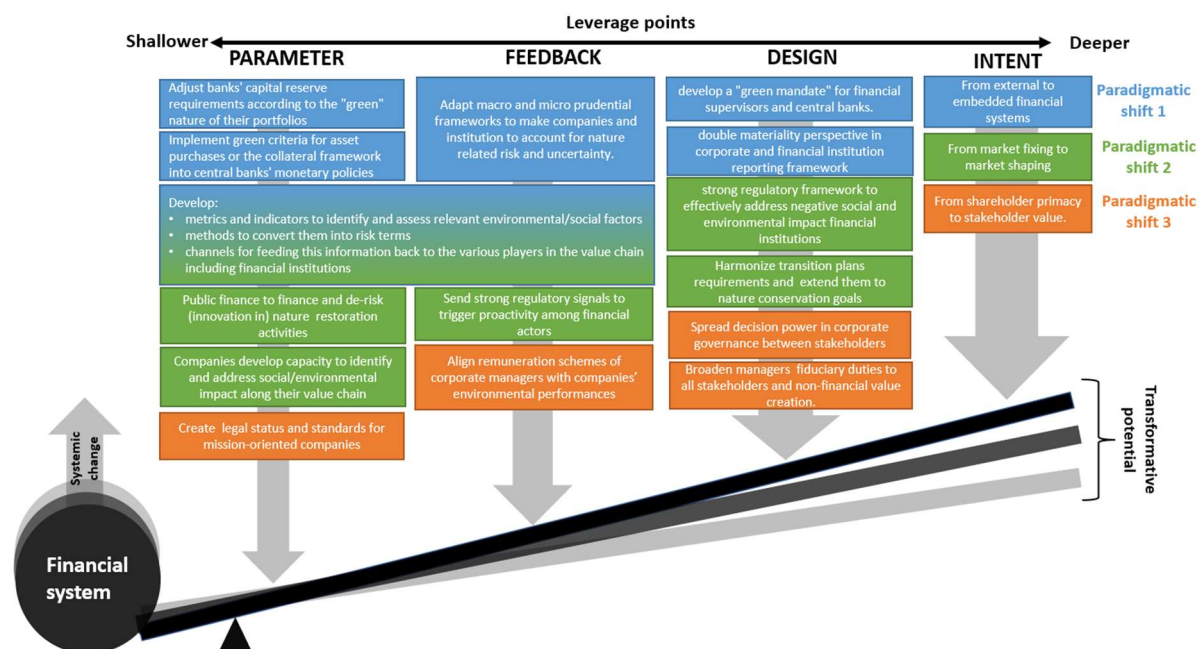 Leverage points
Shallower
Deeper
PARAMETER
FEEDBACK
DESIGN
INTENT
Adjust banks' capital reserve
requirements according to the "green"
nature of their portfolios
Implement green criteria for asset
purchases or the collateral framework
into central banks' monetary policies
Adapt macro and micro prudential
frameworks to make companies and
institution to account for nature
related risk and uncertainty.
Develop:
• metrics and indicators to identify and assess relevant environmental/social factors
• methods to convert them into risk terms
• channels for feeding this information back to the various players in the value chain
including financial institutions
Public finance to finance and de-risk
(innovation in) nature restoration
activities
Companies develop capacity to identify
and address social/environmental
impact along their value chain
Create legal status and standards for
mission-oriented companies
Send strong regulatory signals to
trigger proactivity among financial
actors
Align remuneration schemes of
corporate managers with companies'
environmental performances
develop a "green mandate" for financial
supervisors and central banks.
double materiality perspective in
corporate and financial institution
reporting framework
strong regulatory framework to
effectively address negative social and
environmental impact financial
institutions
Harmonize transition plans
requirements and extend them to
nature conservation goals
Spread decision power in corporate
governance between stakeholders
Broaden managers fiduciary duties to
all stakeholders and non-financial value
creation.
From external to
embedded financial
systems
From market fixing to
market shaping
From shareholder primacy
to stakeholder value.
Paradigmatic
shift 1
Paradigmatic
shift 2
Paradigmatic
shift 3
Systemic
change
Financial
system
Transformative
potential